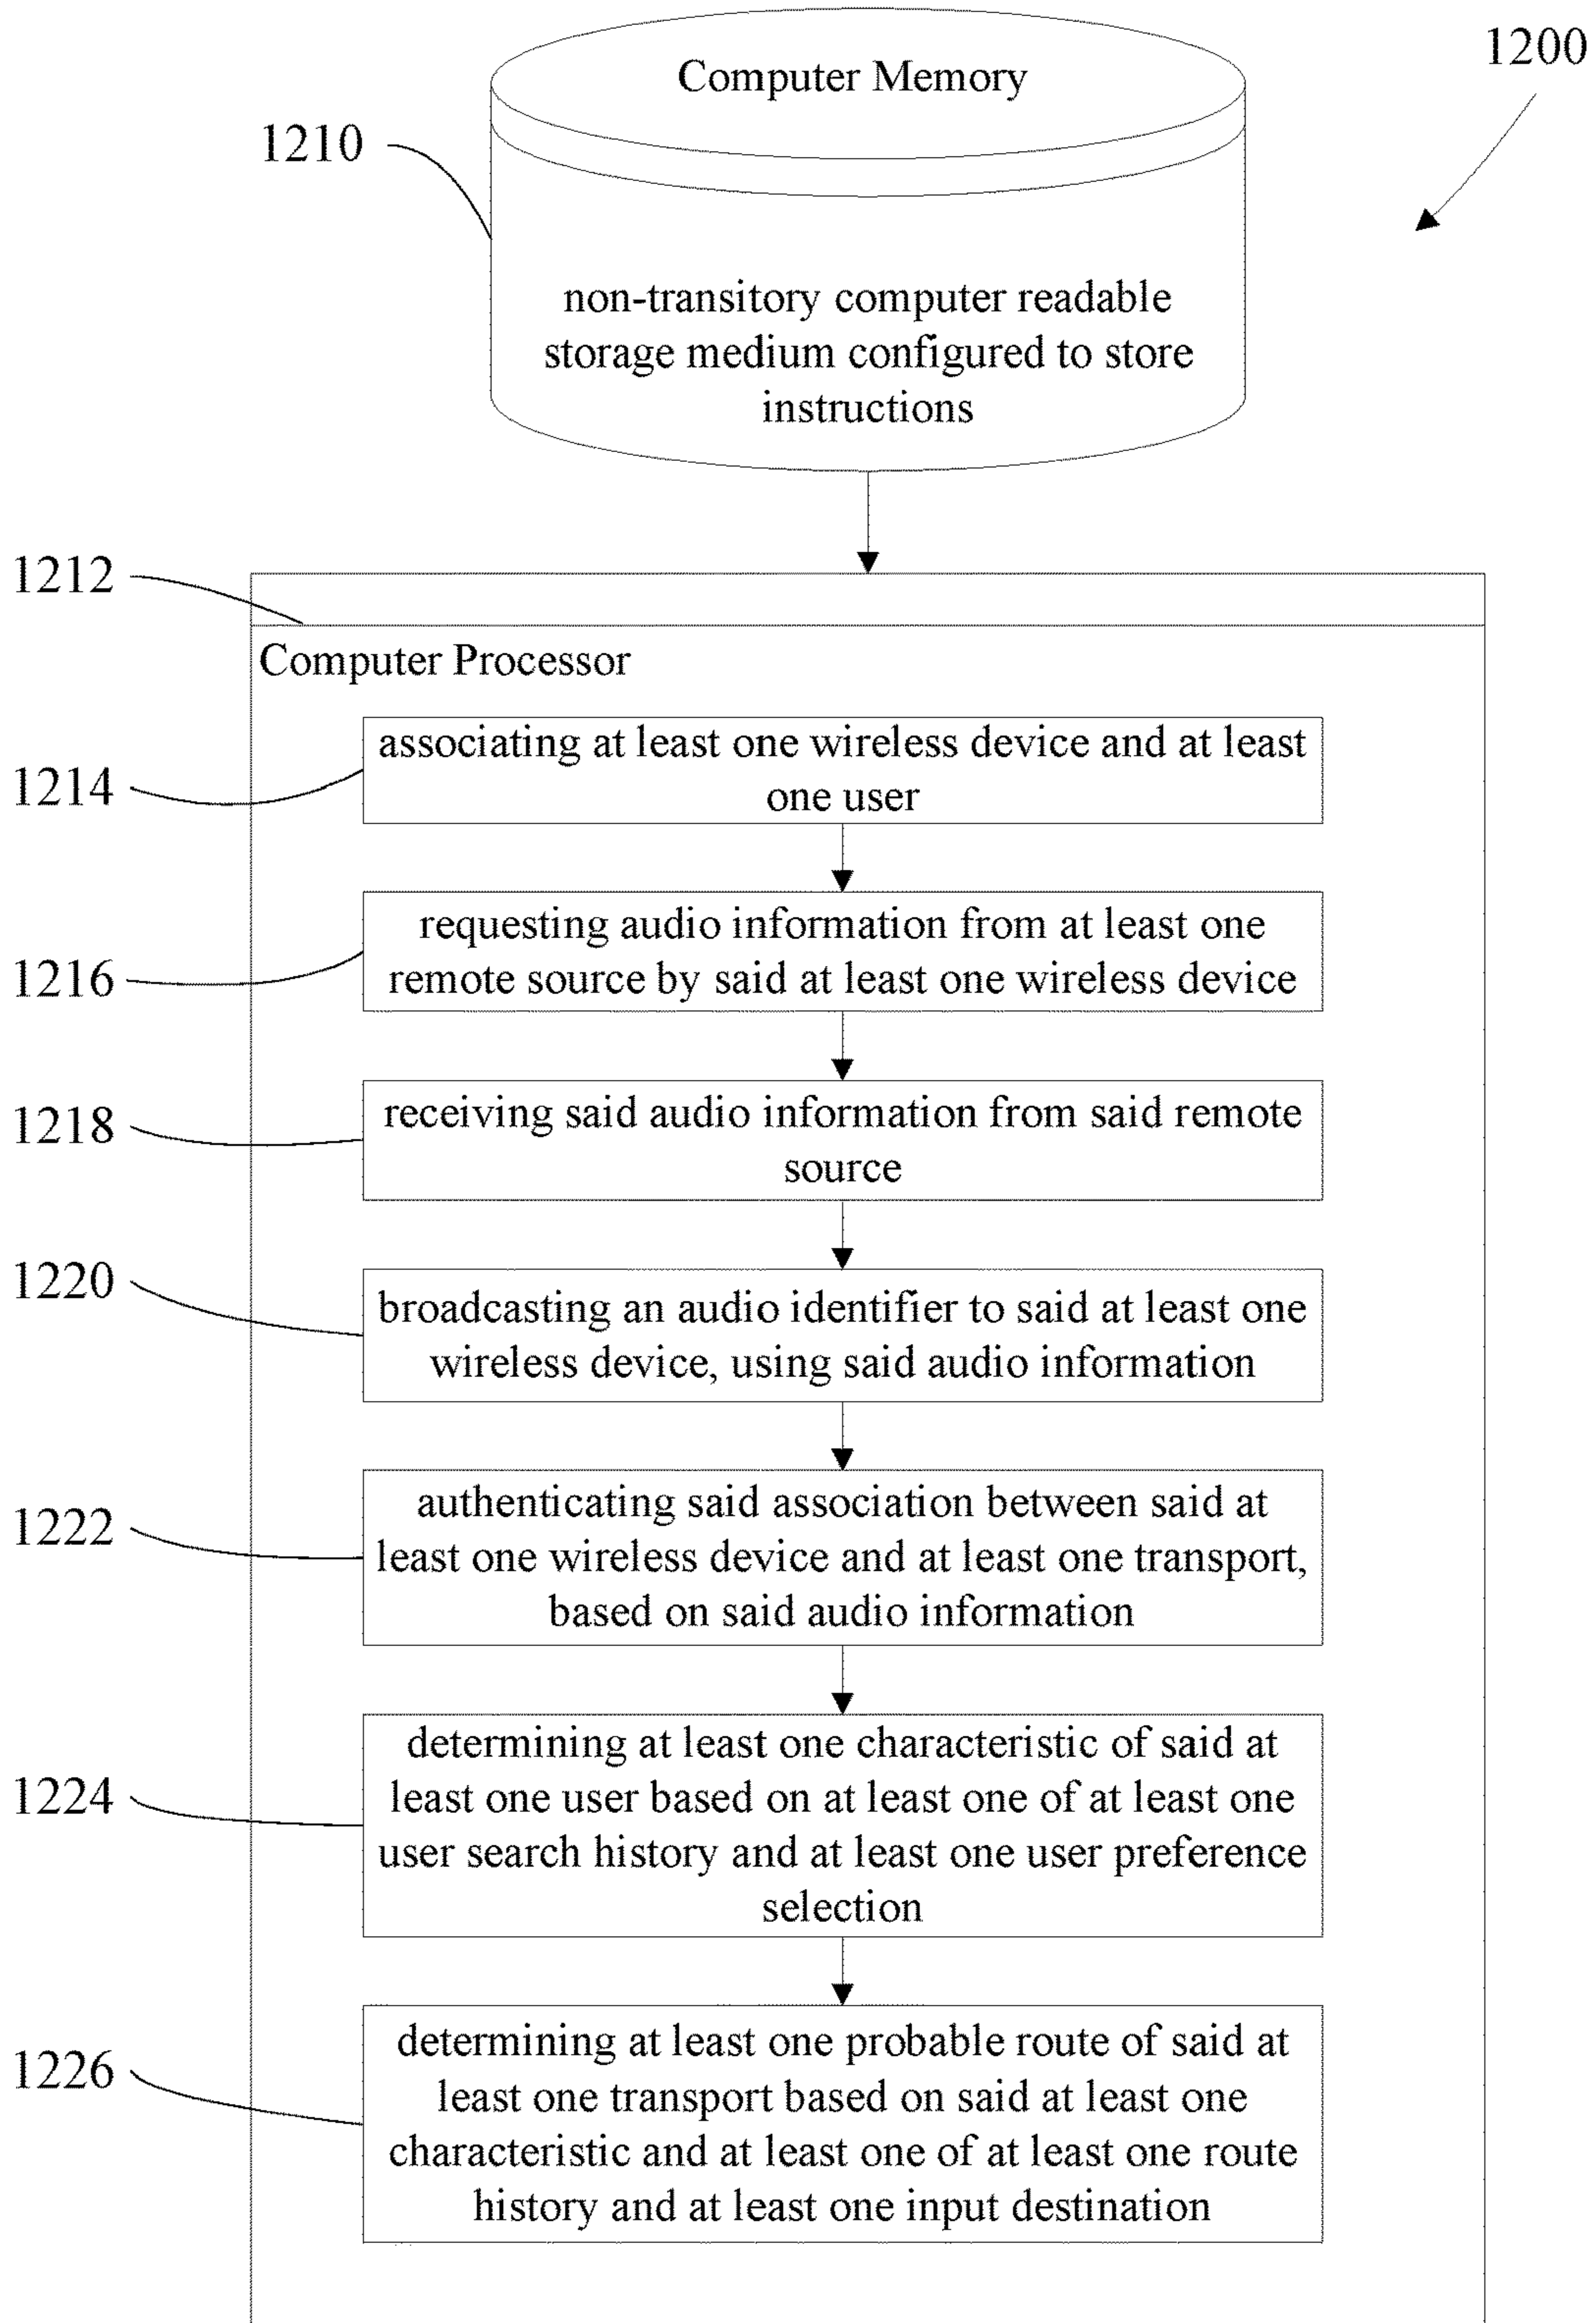 1200
Computer Memory
1210
non-transitory computer readable
storage medium configured to store
instructions
1212
Computer Processor
1214
associating at least one wireless device and at least
one user
1216
requesting audio information from at least one
remote source by said at least one wireless device
1218
receiving said audio information from said remote
source
1220
broadcasting an audio identifier to said at least one
wireless device, using said audio information
1222
authenticating said association between said at
least one wireless device and at least one transport,
based on said audio information
1224
determining at least one characteristic of said at
least one user based on at least one of at least one
user search history and at least one user preference
selection
1226
determining at least one probable route of said at
least one transport based on said at least one
characteristic and at least one of at least one route
history and at least one input destination